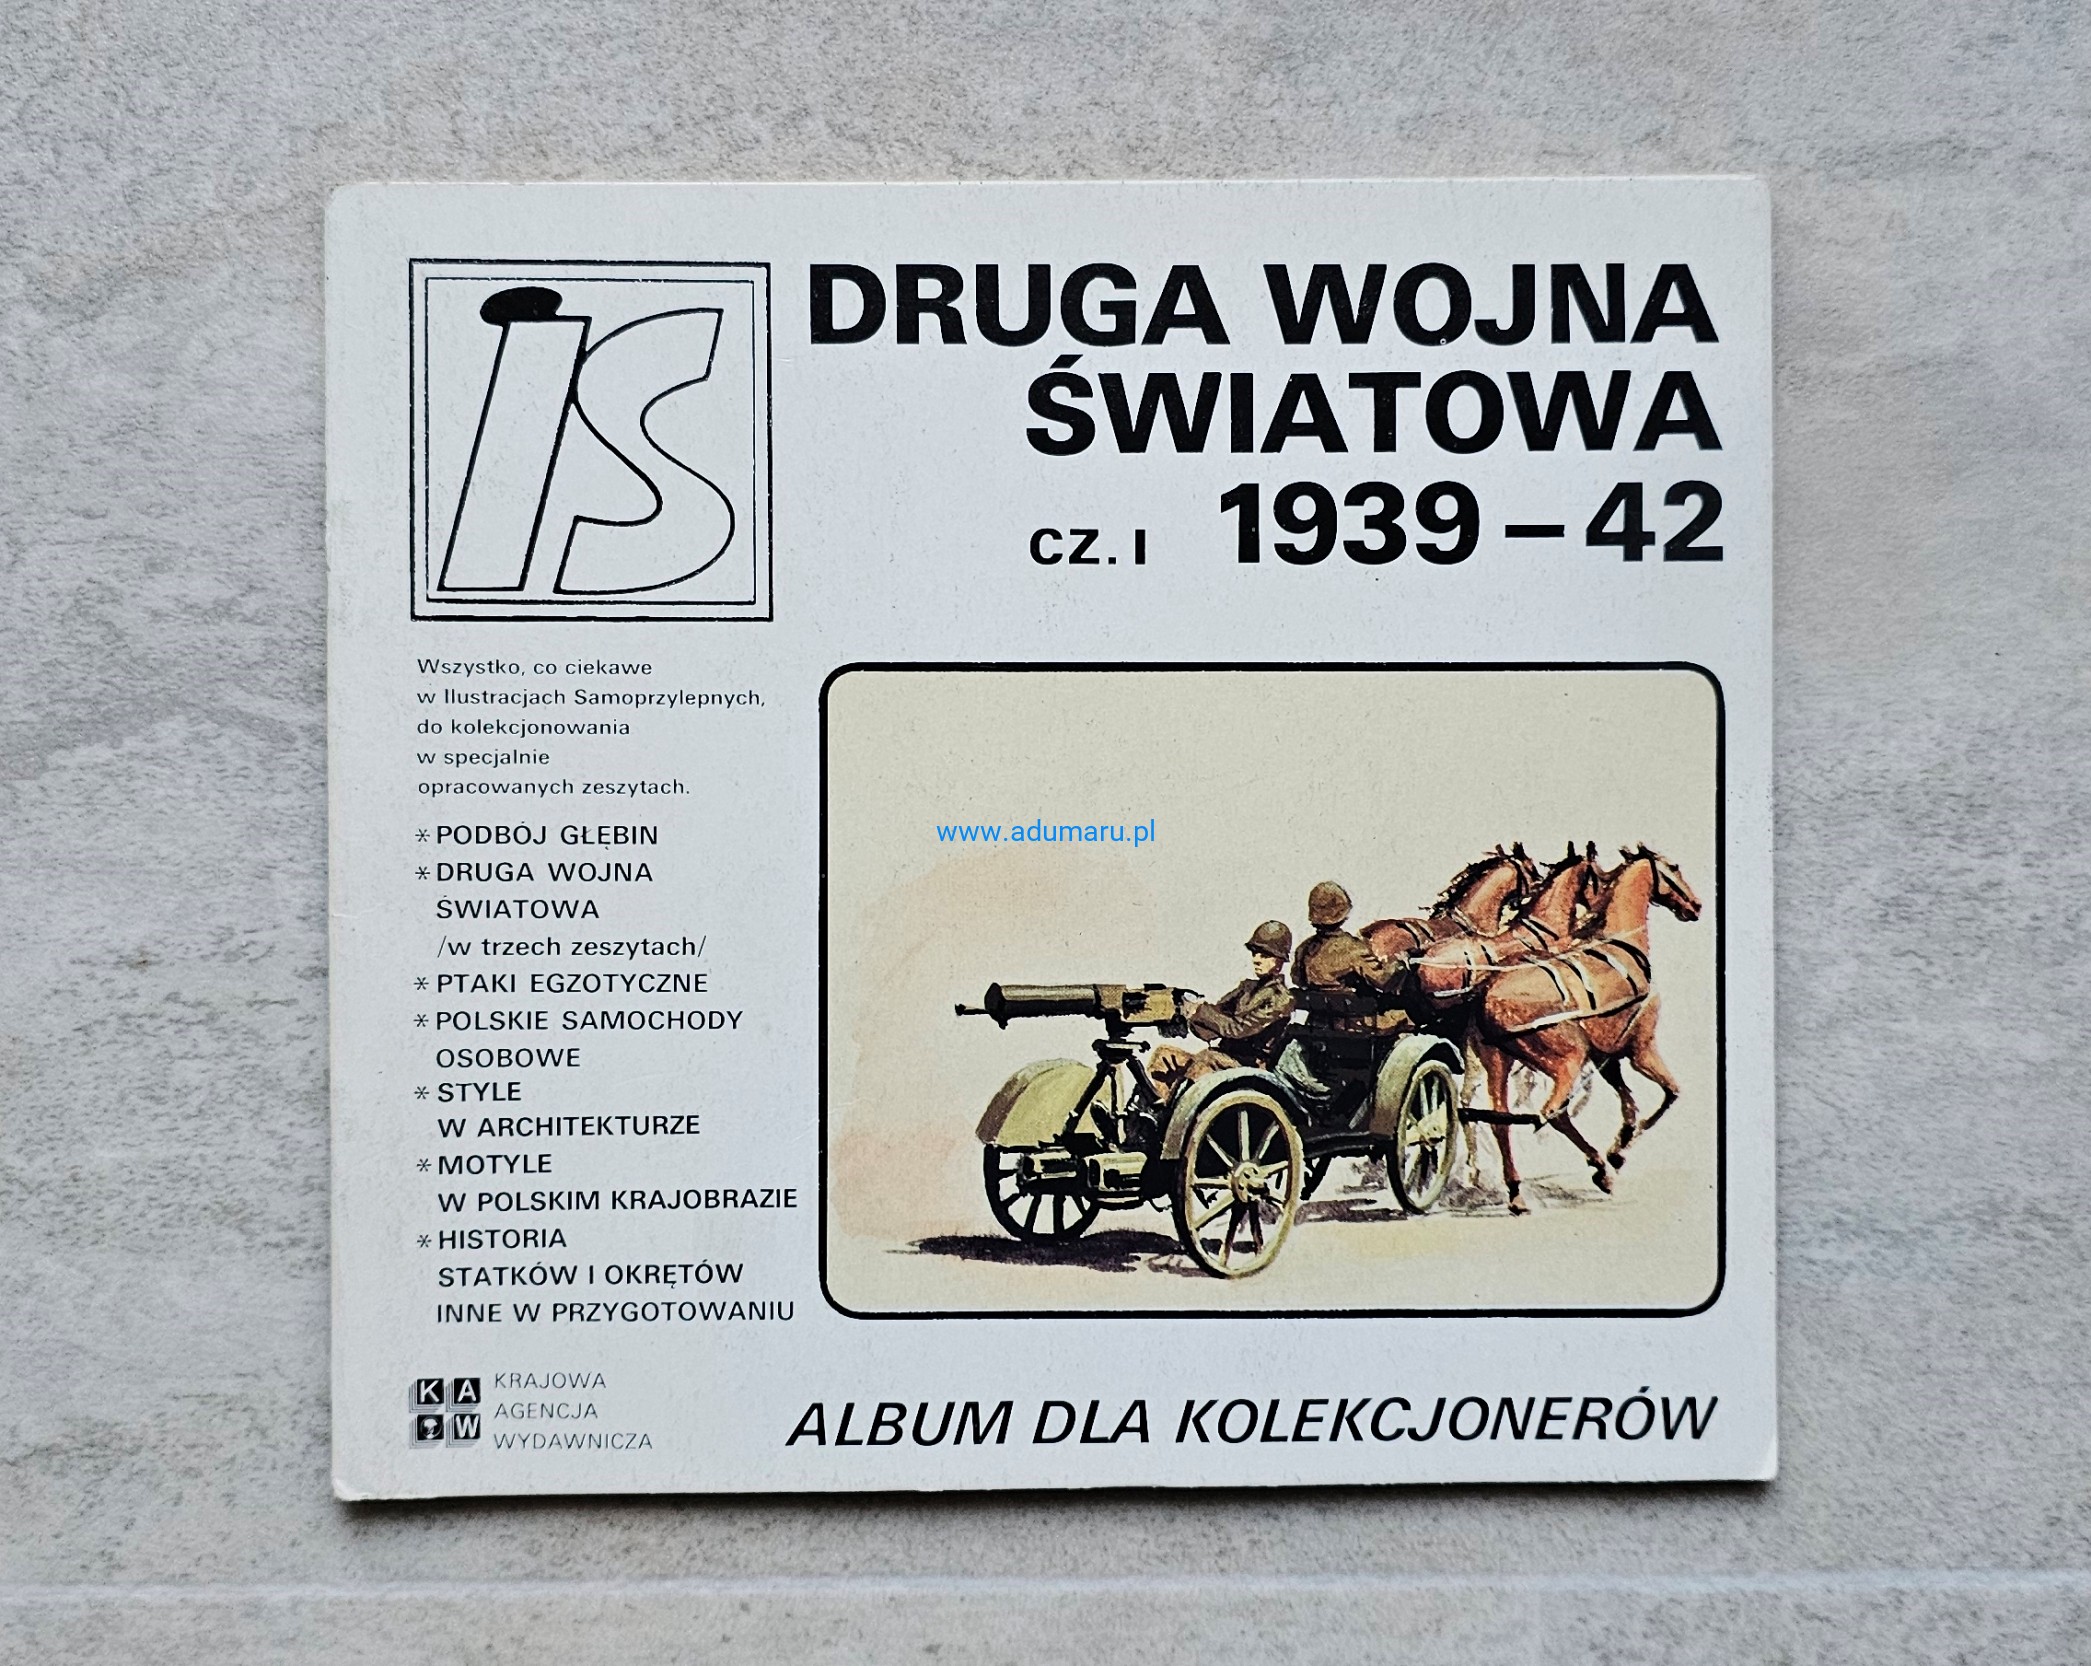 iS
DRUGA WOJNA
ŚWIATOWA
CZ. I 1939 – 42
Wszystko, co ciekawe
w Ilustracjach Samoprzylepnych,
do kolekcjonowania
w specjalnie
opracowanych zeszytach.
* PODBÓJ GŁĘBIN
* DRUGA WOJNA
ŚWIATOWA
/w trzech zeszytach/
* PTAKI EGZOTYCZNE
* POLSKIE SAMOCHODY
OSOBOWE
* STYLE
W ARCHITEKTURZE
* MOTYLE
W POLSKIM KRAJOBRAZIE
* HISTORIA
STATKÓW I OKRĘTÓW
INNE W PRZYGOTOWANIU
www.adumaru.pl
K A
W
KRAJOWA
AGENCJA
WYDAWNICZA
ALBUM DLA KOLEKCJONERÓW